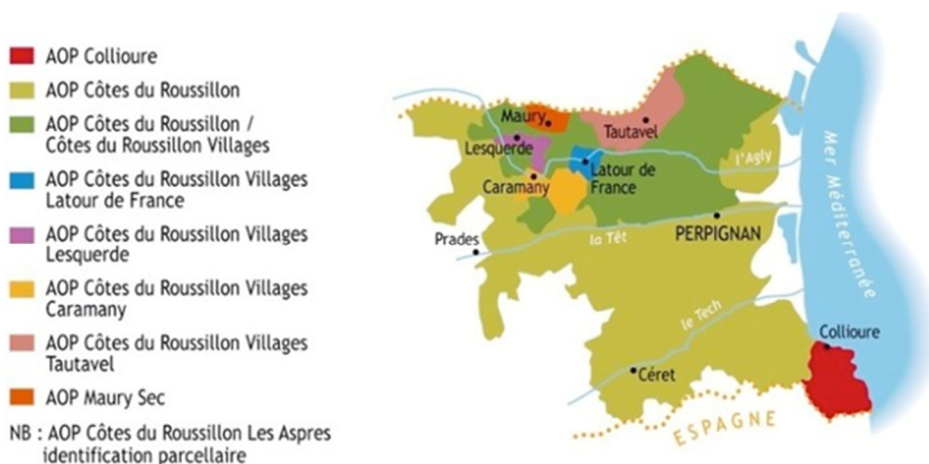 AOP Collioure
AOP Côtes du Roussillon
AOP Côtes du Roussillon /
Côtes du Roussillon Villages
AOP Côtes du Roussillon Villages
Latour de France
AOP Côtes du Roussillon Villages
Lesquerde
AOP Côtes du Roussillon Villages
Caramany
AOP Côtes du Roussillon Villages
Tautavel
AOP Maury Sec
NB : AOP Côtes du Roussillon Les Aspres
identification parcellaire
Maury
Tautavel
Lesquerde
l'Agly
Latour de
France
Caramany
Mer Méditerranée
Prades
la Têt
PERPIGNAN
le Tech
Collioure
Céret
ESPAGNE